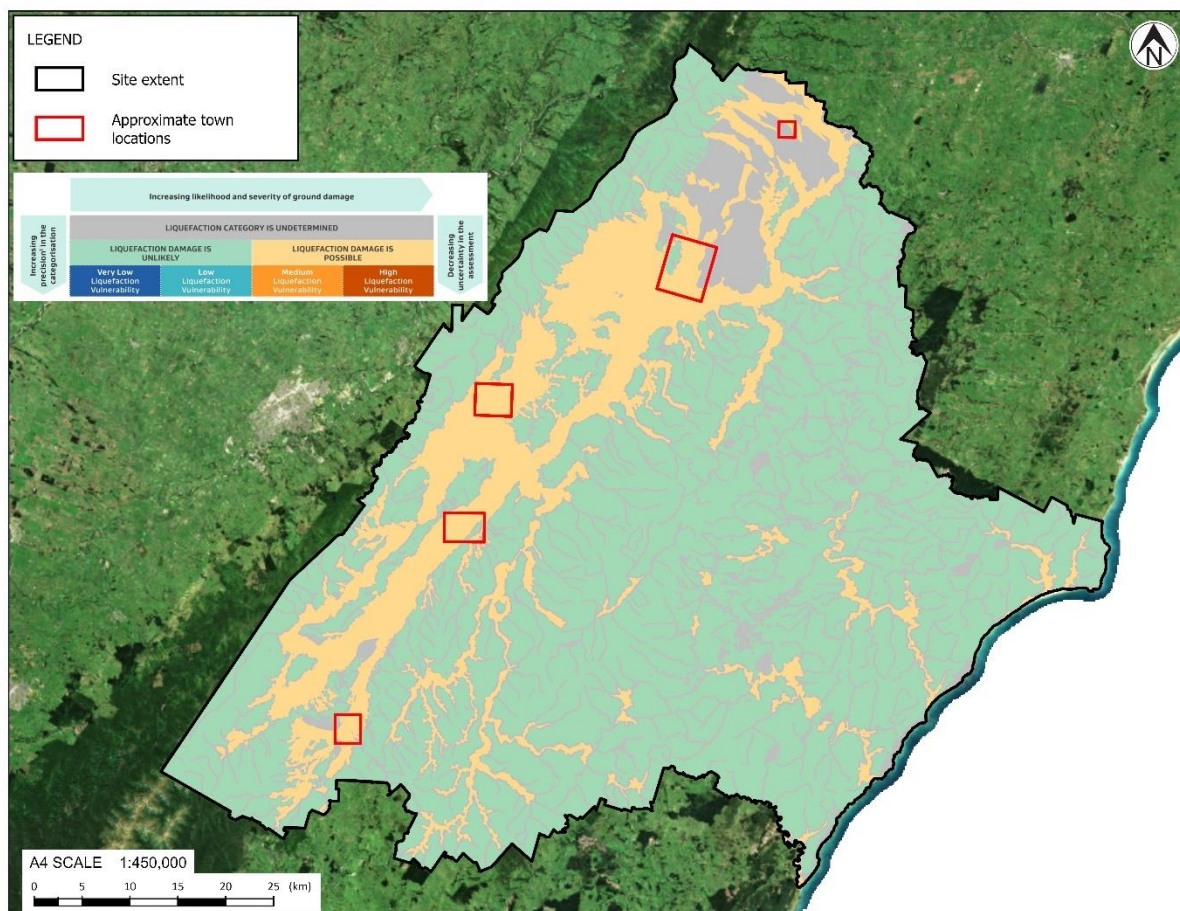 LEGEND
Site extent
Approximate town
locations
N
Increasing likelihood and severity of ground damage
Increasing
precision¹ in the
categorisation
LIQUEFACTION CATEGORY IS UNDETERMINED
LIQUEFACTION DAMAGE IS
UNLIKELY
LIQUEFACTION DAMAGE IS
POSSIBLE
Very Low
Liquefaction
Vulnerability
Low
Liquefaction
Vulnerability
Medium
Liquefaction
Vulnerability
High
Liquefaction
Vulnerability
Decreasing
uncertainty in the
assessment
A4 SCALE 1:450,000
0 5 10 15 20 25 (km)